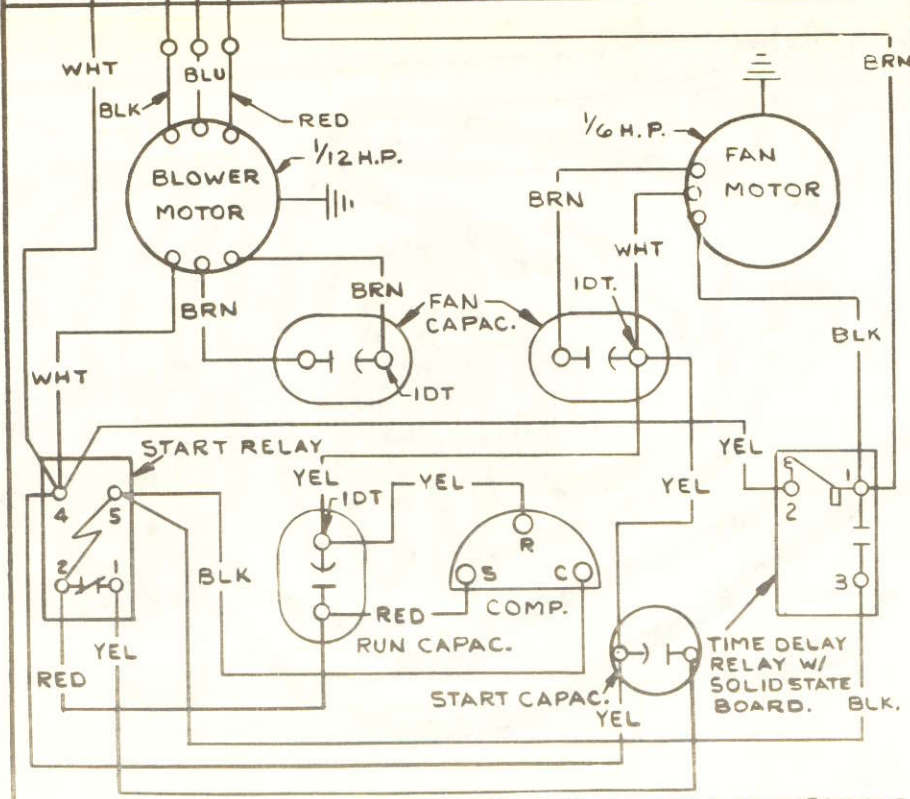 WHT
BLK
BLU
RED
BRN
1/12 H.P.
BLOWER
MOTOR
1/6 H.P.
FAN
MOTOR
BRN
WHT
BRN
BRN
FAN
CAPAC.
IDT.
IDT
BLK
WHT
START RELAY
4
5
2
1
YEL
IDT
YEL
R
S
C
COMP.
RED
RUN CAPAC.
BLK
YEL
RED
YEL
YEL
2
1
3
START CAPAC.
YEL
TIME DELAY
RELAY W/
SOLID STATE
BOARD.
BLK.